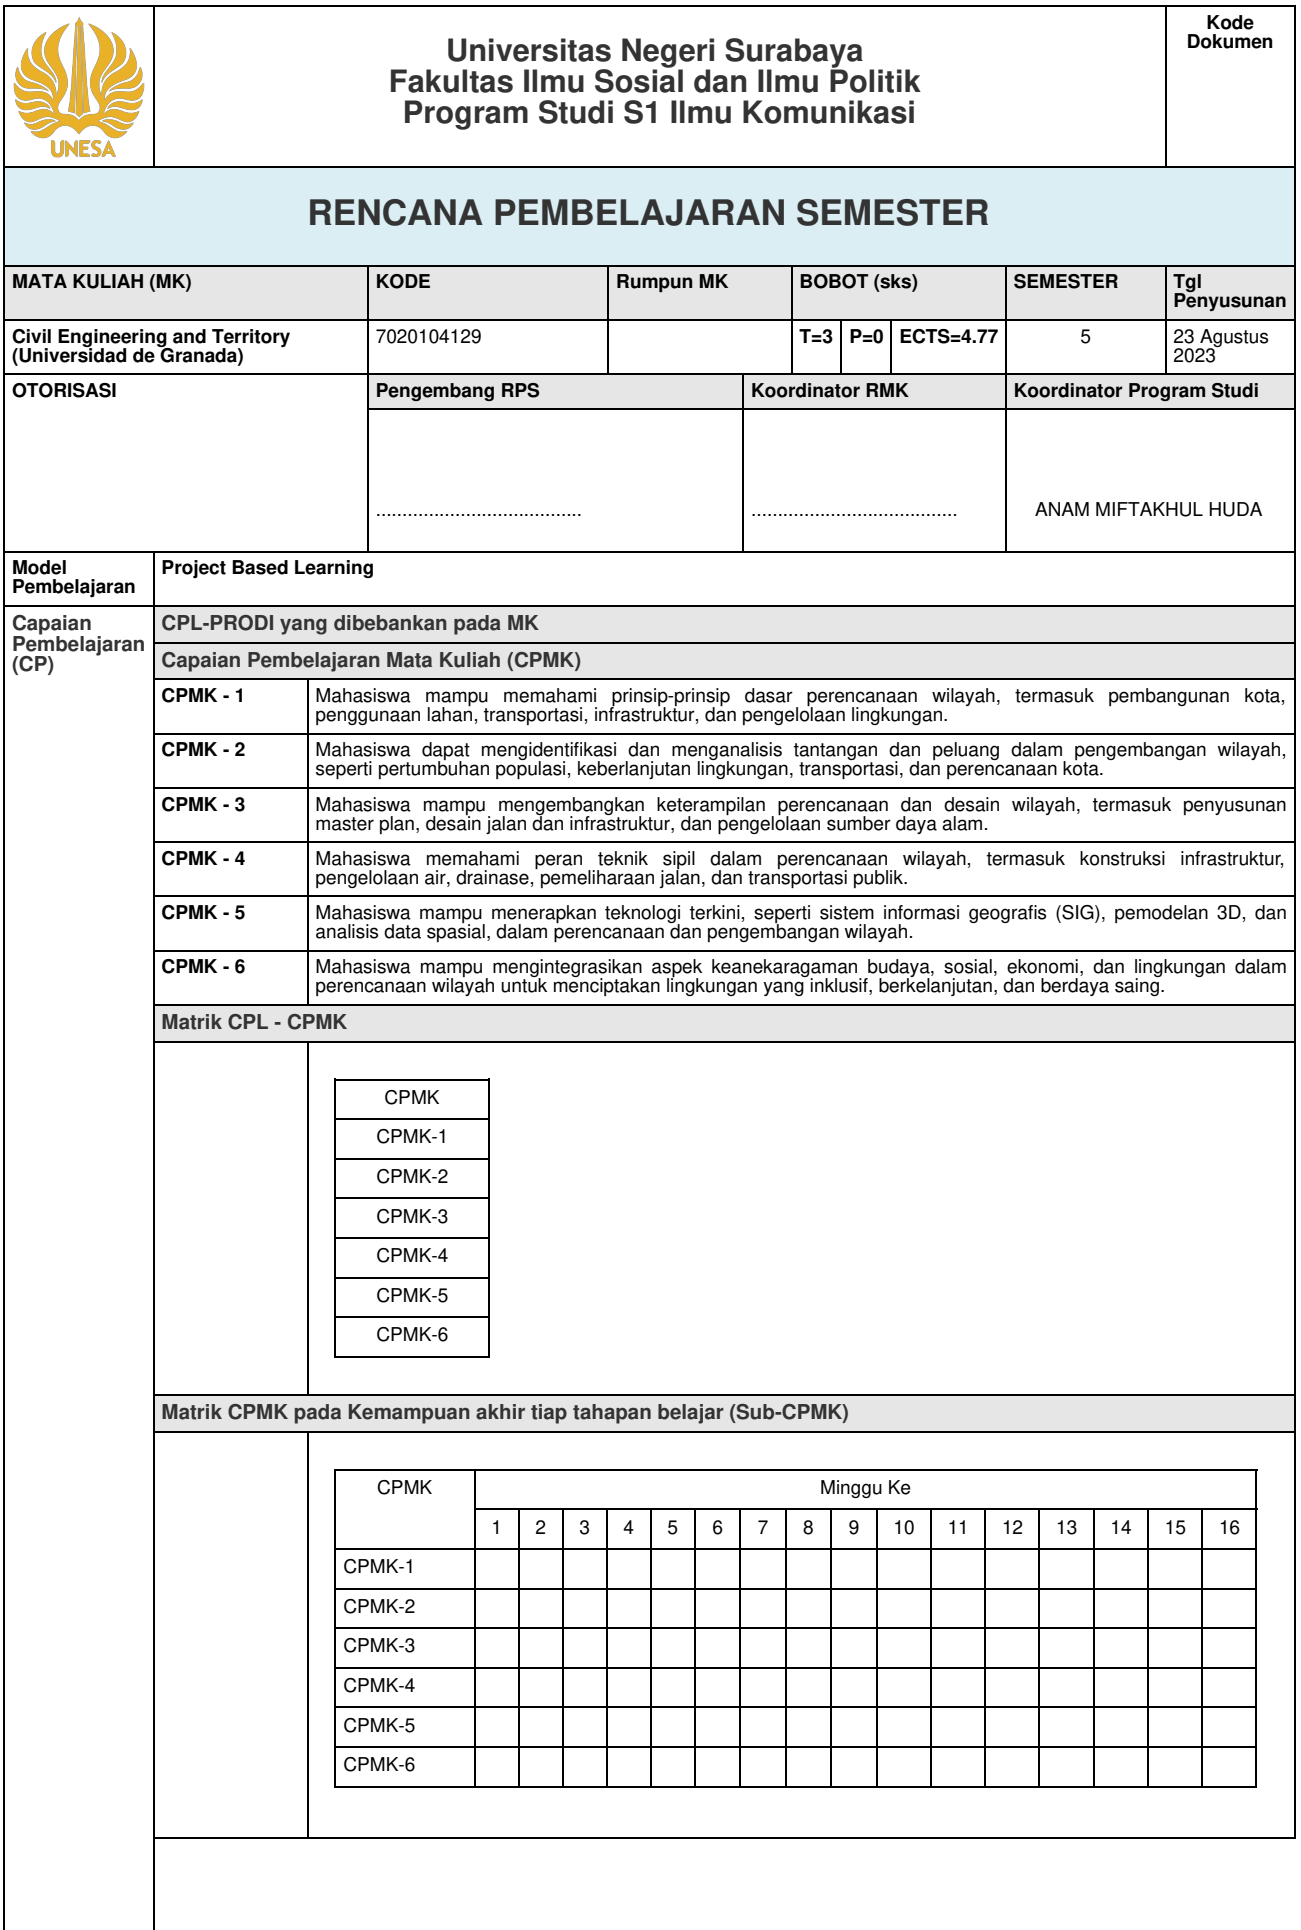 UNESA
Universitas Negeri Surabaya
Fakultas Ilmu Sosial dan Ilmu Politik
Program Studi S1 Ilmu Komunikasi
Kode
Dokumen
RENCANA PEMBELAJARAN SEMESTER
MATA KULIAH (MK)
KODE
Rumpun MK
BOBOT (sks)
SEMESTER
Tgl
Penyusunan
Civil Engineering and Territory
(Universidad de Granada)
7020104129
T=3
P=0
ECTS=4.77
5
23 Agustus
2023
OTORISASI
Pengembang RPS
Koordinator RMK
Koordinator Program Studi
.......................................
.......................................
ANAM MIFTAKHUL HUDA
Model
Pembelajaran
Project Based Learning
Capaian
Pembelajaran
(CP)
CPL-PRODI yang dibebankan pada MK
Capaian Pembelajaran Mata Kuliah (CPMK)
CPMK - 1
Mahasiswa mampu memahami prinsip-prinsip dasar perencanaan wilayah, termasuk pembangunan kota,
penggunaan lahan, transportasi, infrastruktur, dan pengelolaan lingkungan.
CPMK - 2
Mahasiswa dapat mengidentifikasi dan menganalisis tantangan dan peluang dalam pengembangan wilayah,
seperti pertumbuhan populasi, keberlanjutan lingkungan, transportasi, dan perencanaan kota.
CPMK - 3
Mahasiswa mampu mengembangkan keterampilan perencanaan dan desain wilayah, termasuk penyusunan
master plan, desain jalan dan infrastruktur, dan pengelolaan sumber daya alam.
CPMK - 4
Mahasiswa memahami peran teknik sipil dalam perencanaan wilayah, termasuk konstruksi infrastruktur,
pengelolaan air, drainase, pemeliharaan jalan, dan transportasi publik.
CPMK - 5
Mahasiswa mampu menerapkan teknologi terkini, seperti sistem informasi geografis (SIG), pemodelan 3D, dan
analisis data spasial, dalam perencanaan dan pengembangan wilayah.
CPMK - 6
Mahasiswa mampu mengintegrasikan aspek keanekaragaman budaya, sosial, ekonomi, dan lingkungan dalam
perencanaan wilayah untuk menciptakan lingkungan yang inklusif, berkelanjutan, dan berdaya saing.
Matrik CPL - CPMK
CPMK
CPMK-1
CPMK-2
CPMK-3
CPMK-4
CPMK-5
CPMK-6
Matrik CPMK pada Kemampuan akhir tiap tahapan belajar (Sub-CPMK)
CPMK
Minggu Ke
1 2 3 4 5 6 7 8 9 10 11 12 13 14 15 16
CPMK-1
CPMK-2
CPMK-3
CPMK-4
CPMK-5
CPMK-6